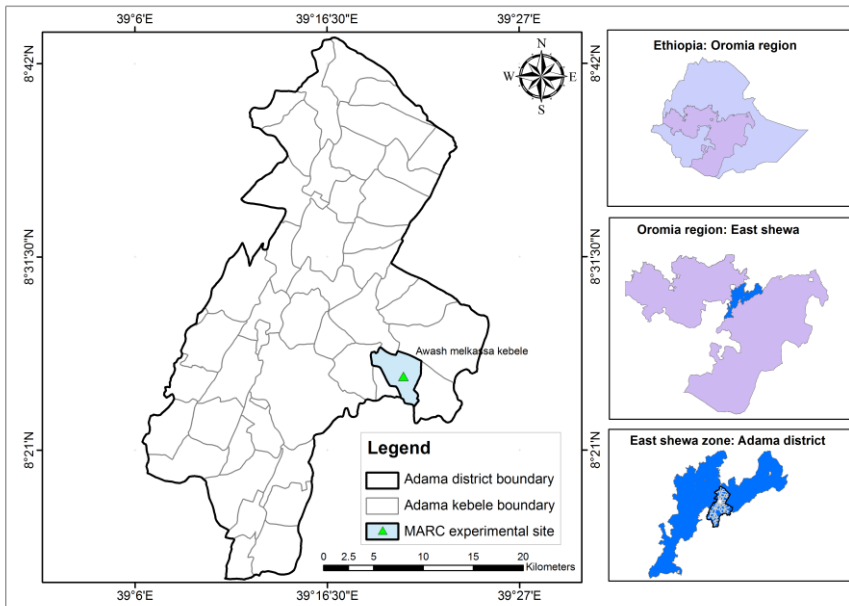 39°6'E
39°16'30"E
39°27'E
8°42'N
8°31'30"N
8°21'N
N
W
E
S
Awash melkassa kebele
Legend
Adama district boundary
Adama kebele boundary
MARC experimental site
0 2.5 5 10 15 20
Kilometers
39°6'E
39°16'30"E
39°27'E
8°42'N
8°31'30"N
8°21'N
Ethiopia: Oromia region
Oromia region: East shewa
East shewa zone: Adama district